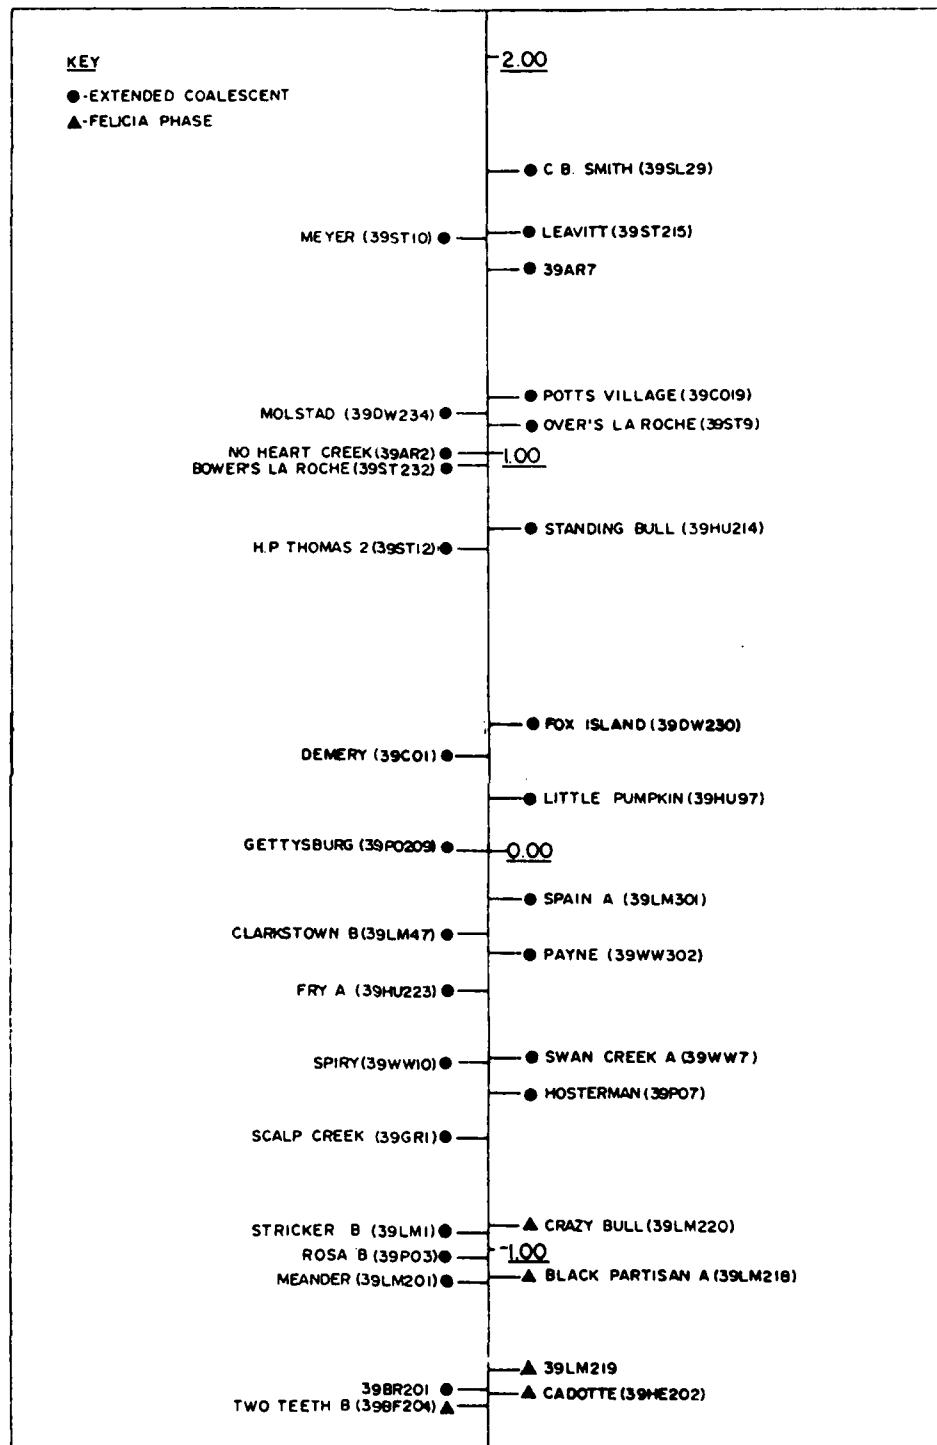 KEY
●-EXTENDED COALESCENT
▲-FELICIA PHASE
2.00
C B. SMITH (39SL29)
LEAVITT (39ST215)
MEYER (39ST10)
39AR7
POTTS VILLAGE (39CO19)
MOLSTAD (39DW234)
OVER'S LA ROCHE (39ST9)
NO HEART CREEK (39AR2)
1.00
BOWER'S LA ROCHE (39ST232)
STANDING BULL (39HU214)
H.P THOMAS 2 (39ST12)
FOX ISLAND (39DW230)
DEMERY (39CO1)
LITTLE PUMPKIN (39HU97)
GETTYSBURG (39PO209)
0.00
SPAIN A (39LM301)
CLARKSTOWN B (39LM47)
PAYNE (39WW302)
FRY A (39HU223)
SWAN CREEK A (39WW7)
SPIRY (39WW10)
HOSTERMAN (39PO7)
SCALP CREEK (39GR1)
CRAZY BULL (39LM220)
STRICKER B (39LM1)
-1.00
ROSA B (39PO3)
BLACK PARTISAN A (39LM218)
MEANDER (39LM201)
39LM219
39BR201
CADOTTE (39HE202)
TWO TEETH B (39BF204)